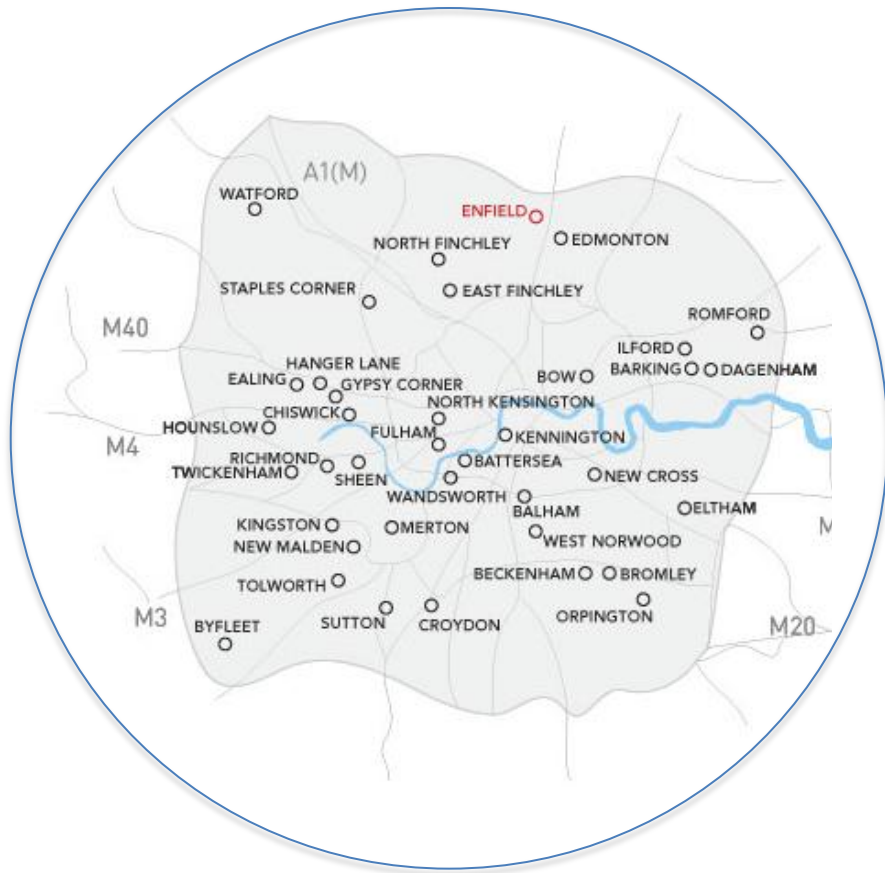 A1(M)
WATFORD
ENFIELD
EDMONTON
NORTH FINCHLEY
STAPLES CORNER
EAST FINCHLEY
ROMFORD
M40
ILFORD
HANGER LANE
BARKING
DAGENHAM
EALING
GYPSY CORNER
BOW
NORTH KENSINGTON
CHISWICK
HOUNSLOW
FULHAM
KENNINGTON
M4
RICHMOND
BATTERSEA
TWICKENHAM
SHEEN
NEW CROSS
WANDSWORTH
BALHAM
ELTHAM
KINGSTON
MERTON
M
WEST NORWOOD
NEW MALDEN
BECKENHAM
BROMLEY
TOLWORTH
M3
ORPINGTON
BYFLEET
SUTTON
CROYDON
M20